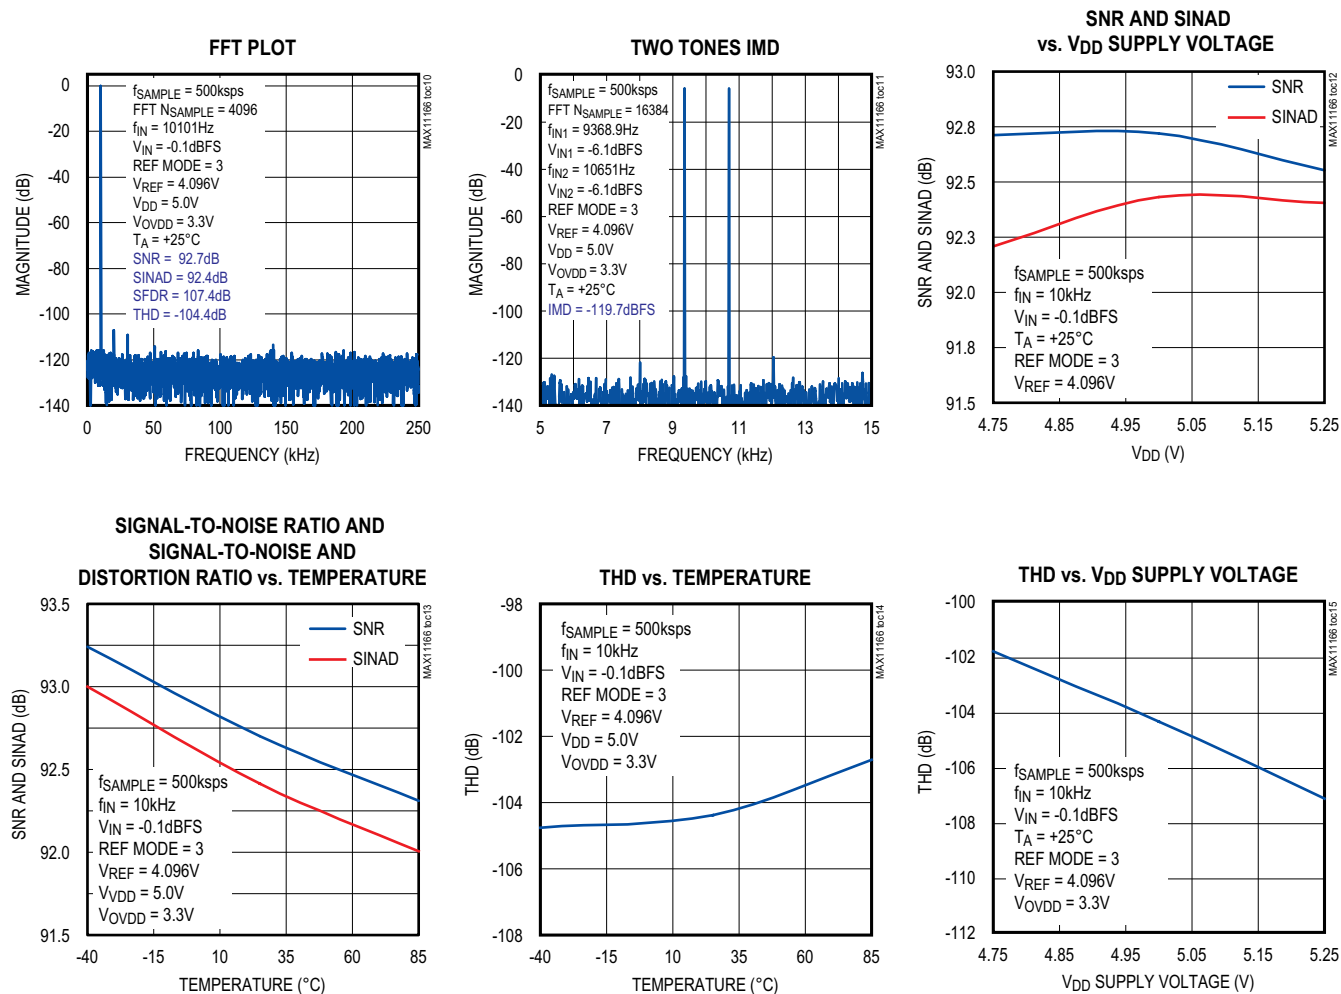 FFT PLOT
MAX11166 toc10
MAGNITUDE (dB)
0
-20
-40
-60
-80
-100
-120
-140
fSAMPLE = 500ksps
FFT NSAMPLE = 4096
fIN = 10101Hz
VIN = -0.1dBFS
REF MODE = 3
VREF = 4.096V
VDD = 5.0V
VOVDD = 3.3V
TA = +25°C
SNR = 92.7dB
SINAD = 92.4dB
SFDR = 107.4dB
THD = -104.4dB
0 50 100 150 200 250
FREQUENCY (kHz)
TWO TONES IMD
MAX11166 toc11
MAGNITUDE (dB)
0
-20
-40
-60
-80
-100
-120
-140
fSAMPLE = 500ksps
FFT NSAMPLE = 16384
fIN1 = 9368.9Hz
VIN1 = -6.1dBFS
fIN2 = 10651Hz
VIN2 = -6.1dBFS
REF MODE = 3
VREF = 4.096V
VDD = 5.0V
VOVDD = 3.3V
TA = +25°C
IMD = -119.7dBFS
5 7 9 11 13 15
FREQUENCY (kHz)
SNR AND SINAD
vs. VDD SUPPLY VOLTAGE
MAX11166 toc12
SNR AND SINAD (dB)
93.0
92.8
92.5
92.3
92.0
91.8
91.5
SNR
SINAD
fSAMPLE = 500ksps
fIN = 10kHz
VIN = -0.1dBFS
TA = +25°C
REF MODE = 3
VREF = 4.096V
4.75 4.85 4.95 5.05 5.15 5.25
VDD (V)
SIGNAL-TO-NOISE RATIO AND
SIGNAL-TO-NOISE AND
DISTORTION RATIO vs. TEMPERATURE
MAX11166 toc13
SNR AND SINAD (dB)
93.5
93.0
92.5
92.0
91.5
SNR
SINAD
fSAMPLE = 500ksps
fIN = 10kHz
VIN = -0.1dBFS
REF MODE = 3
VREF = 4.096V
VVDD = 5.0V
VOVDD = 3.3V
-40 -15 10 35 60 85
TEMPERATURE (°C)
THD vs. TEMPERATURE
MAX11166 toc14
THD (dB)
-98
-100
-102
-104
-106
-108
fSAMPLE = 500ksps
fIN = 10kHz
VIN = -0.1dBFS
REF MODE = 3
VREF = 4.096V
VDD = 5.0V
VOVDD = 3.3V
-40 -15 10 35 60 85
TEMPERATURE (°C)
THD vs. VDD SUPPLY VOLTAGE
MAX11166 toc15
THD (dB)
-100
-102
-104
-106
-108
-110
-112
fSAMPLE = 500ksps
fIN = 10kHz
VIN = -0.1dBFS
TA = +25°C
REF MODE = 3
VREF = 4.096V
VOVDD = 3.3V
4.75 4.85 4.95 5.05 5.15 5.25
VDD SUPPLY VOLTAGE (V)